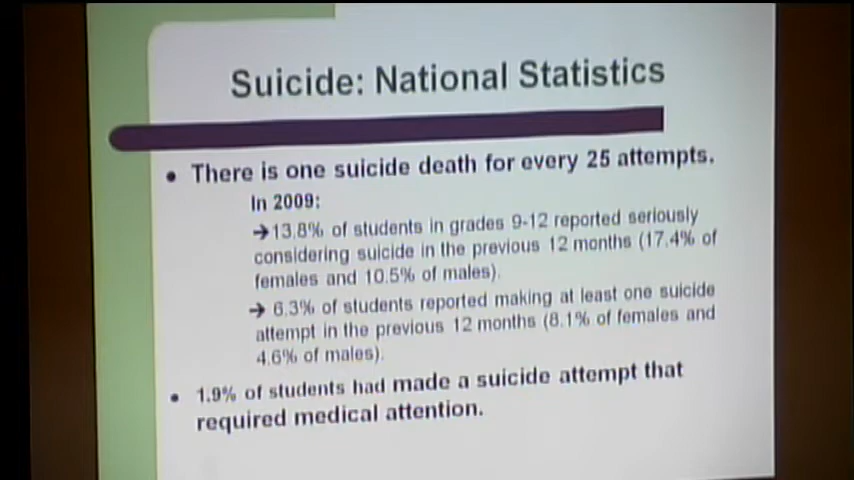 Suicide: National Statistics
• There is one suicide death for every 25 attempts.
In 2009:
→13.8% of students in grades 9-12 reported seriously
considering suicide in the previous 12 months (17.4% of
females and 10.5% of males).
→ 6.3% of students reported making at least one suicide
attempt in the previous 12 months (8.1% of females and
4.6% of males).
• 1.9% of students had made a suicide attempt that
required medical attention.